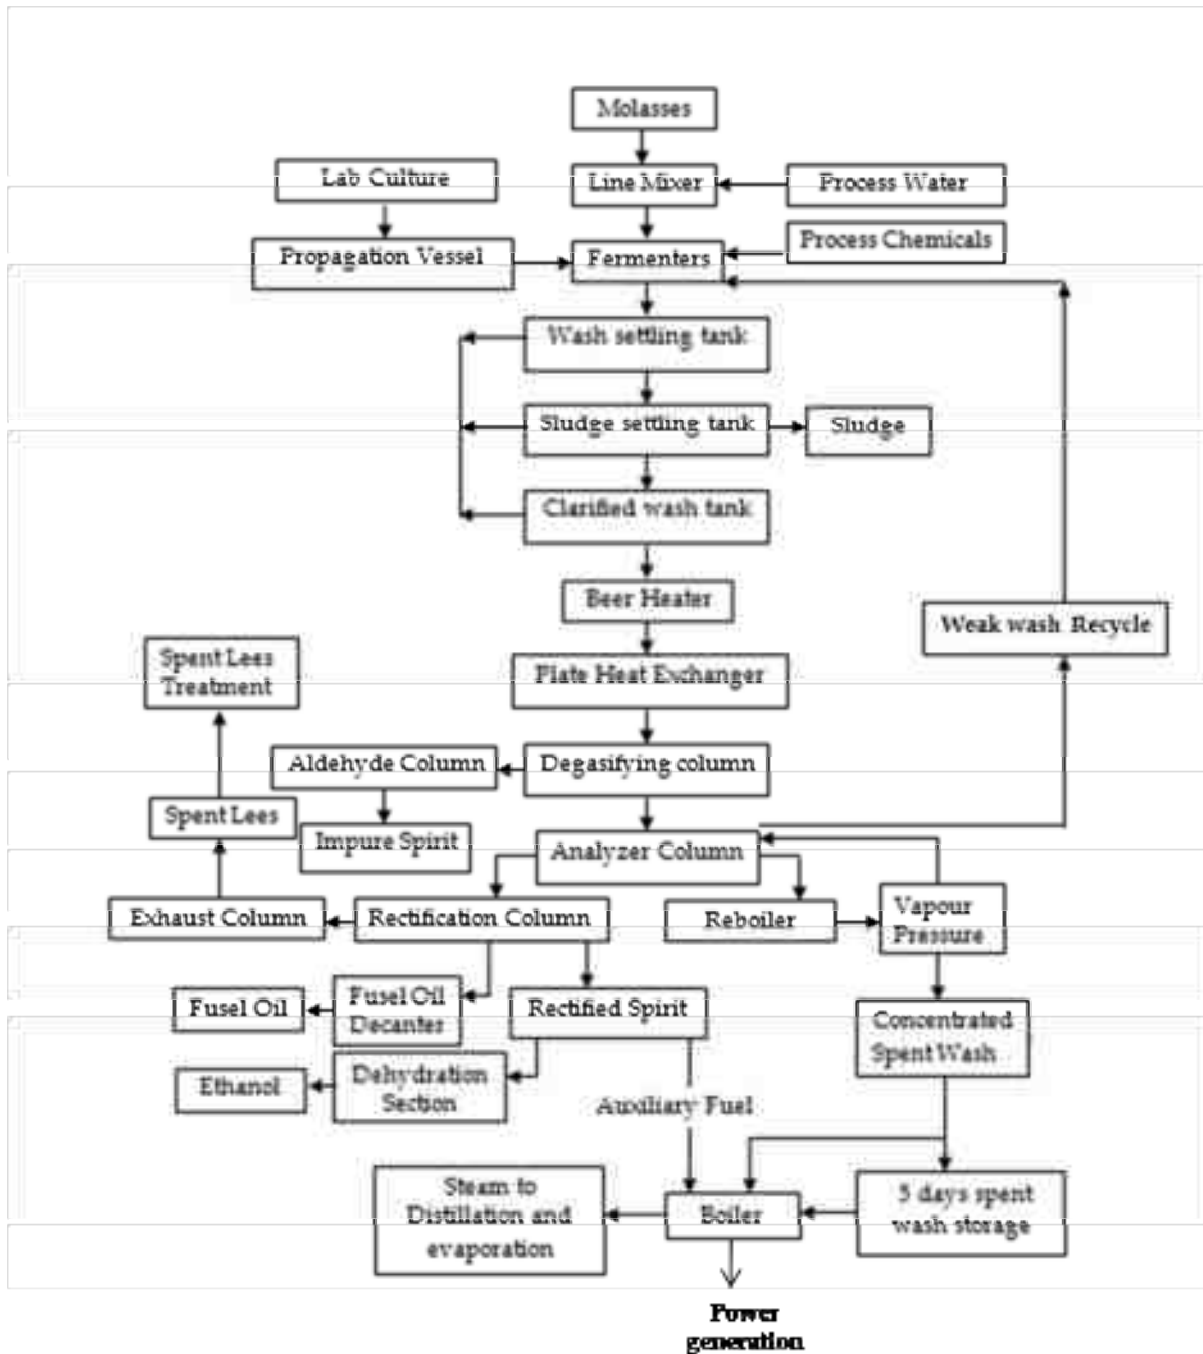 Molasses
Lab Culture
Line Mixer
Process Water
Propagation Vessel
Fermenters
Process Chemicals
Wash settling tank
Sludge settling tank
Sludge
Clarified wash tank
Beer Heater
Weak wash Recycle
Spent Lees
Treatment
Plate Heat Exchanger
Aldehyde Column
Degasifying column
Spent Lees
Impure Spirit
Analyzer Column
Exhaust Column
Rectification Column
Reboiler
Vapour
Pressure
Fusel Oil
Fusel Oil
Decanter
Rectified Spirit
Concentrated
Spent Wash
Ethanol
Dehydration
Section
Auxiliary Fuel
Steam to
Distillation and
evaporation
Boiler
5 days spent
wash storage
Power
generation